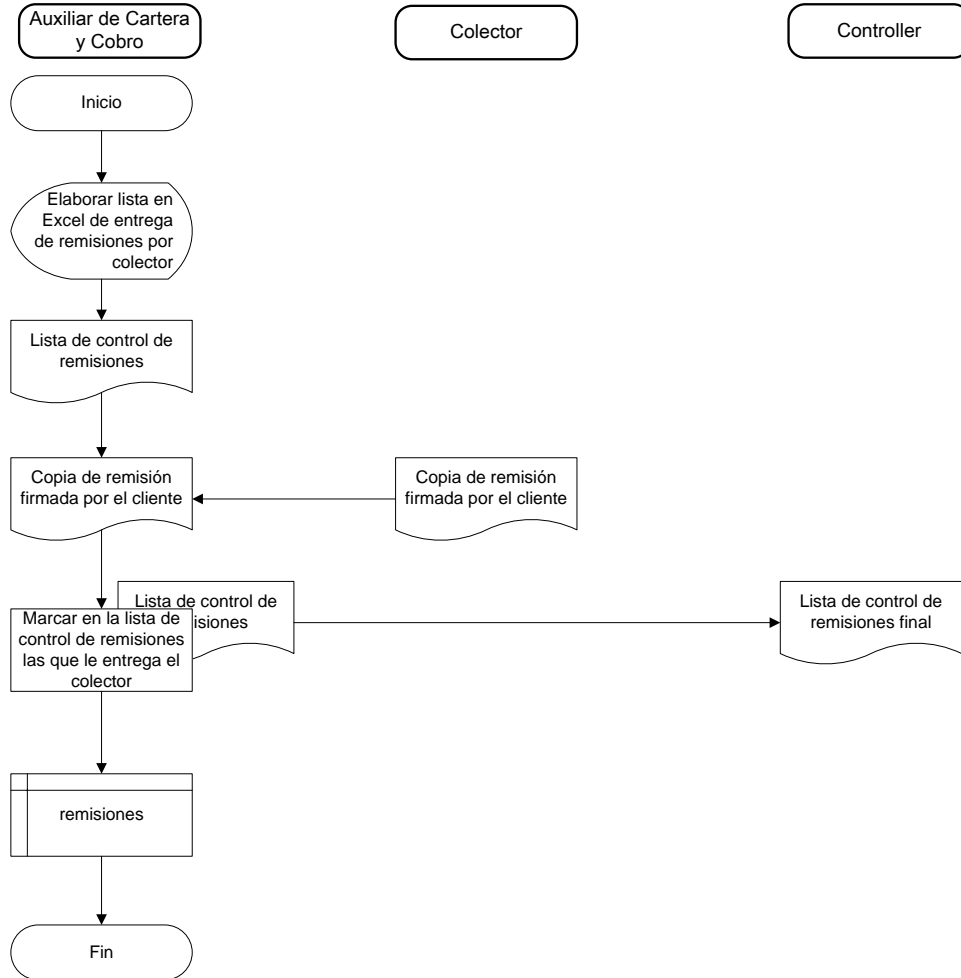 Auxiliar de Cartera
y Cobro
Colector
Controller
Inicio
Elaborar lista en
Excel de entrega
de remisiones por
colector
Lista de control de
remisiones
Copia de remisión
firmada por el cliente
Copia de remisión
firmada por el cliente
Lista de control de
isiones
Marcar en la lista de
control de remisiones
las que le entrega el
colector
Lista de control de
remisiones final
remisiones
Fin